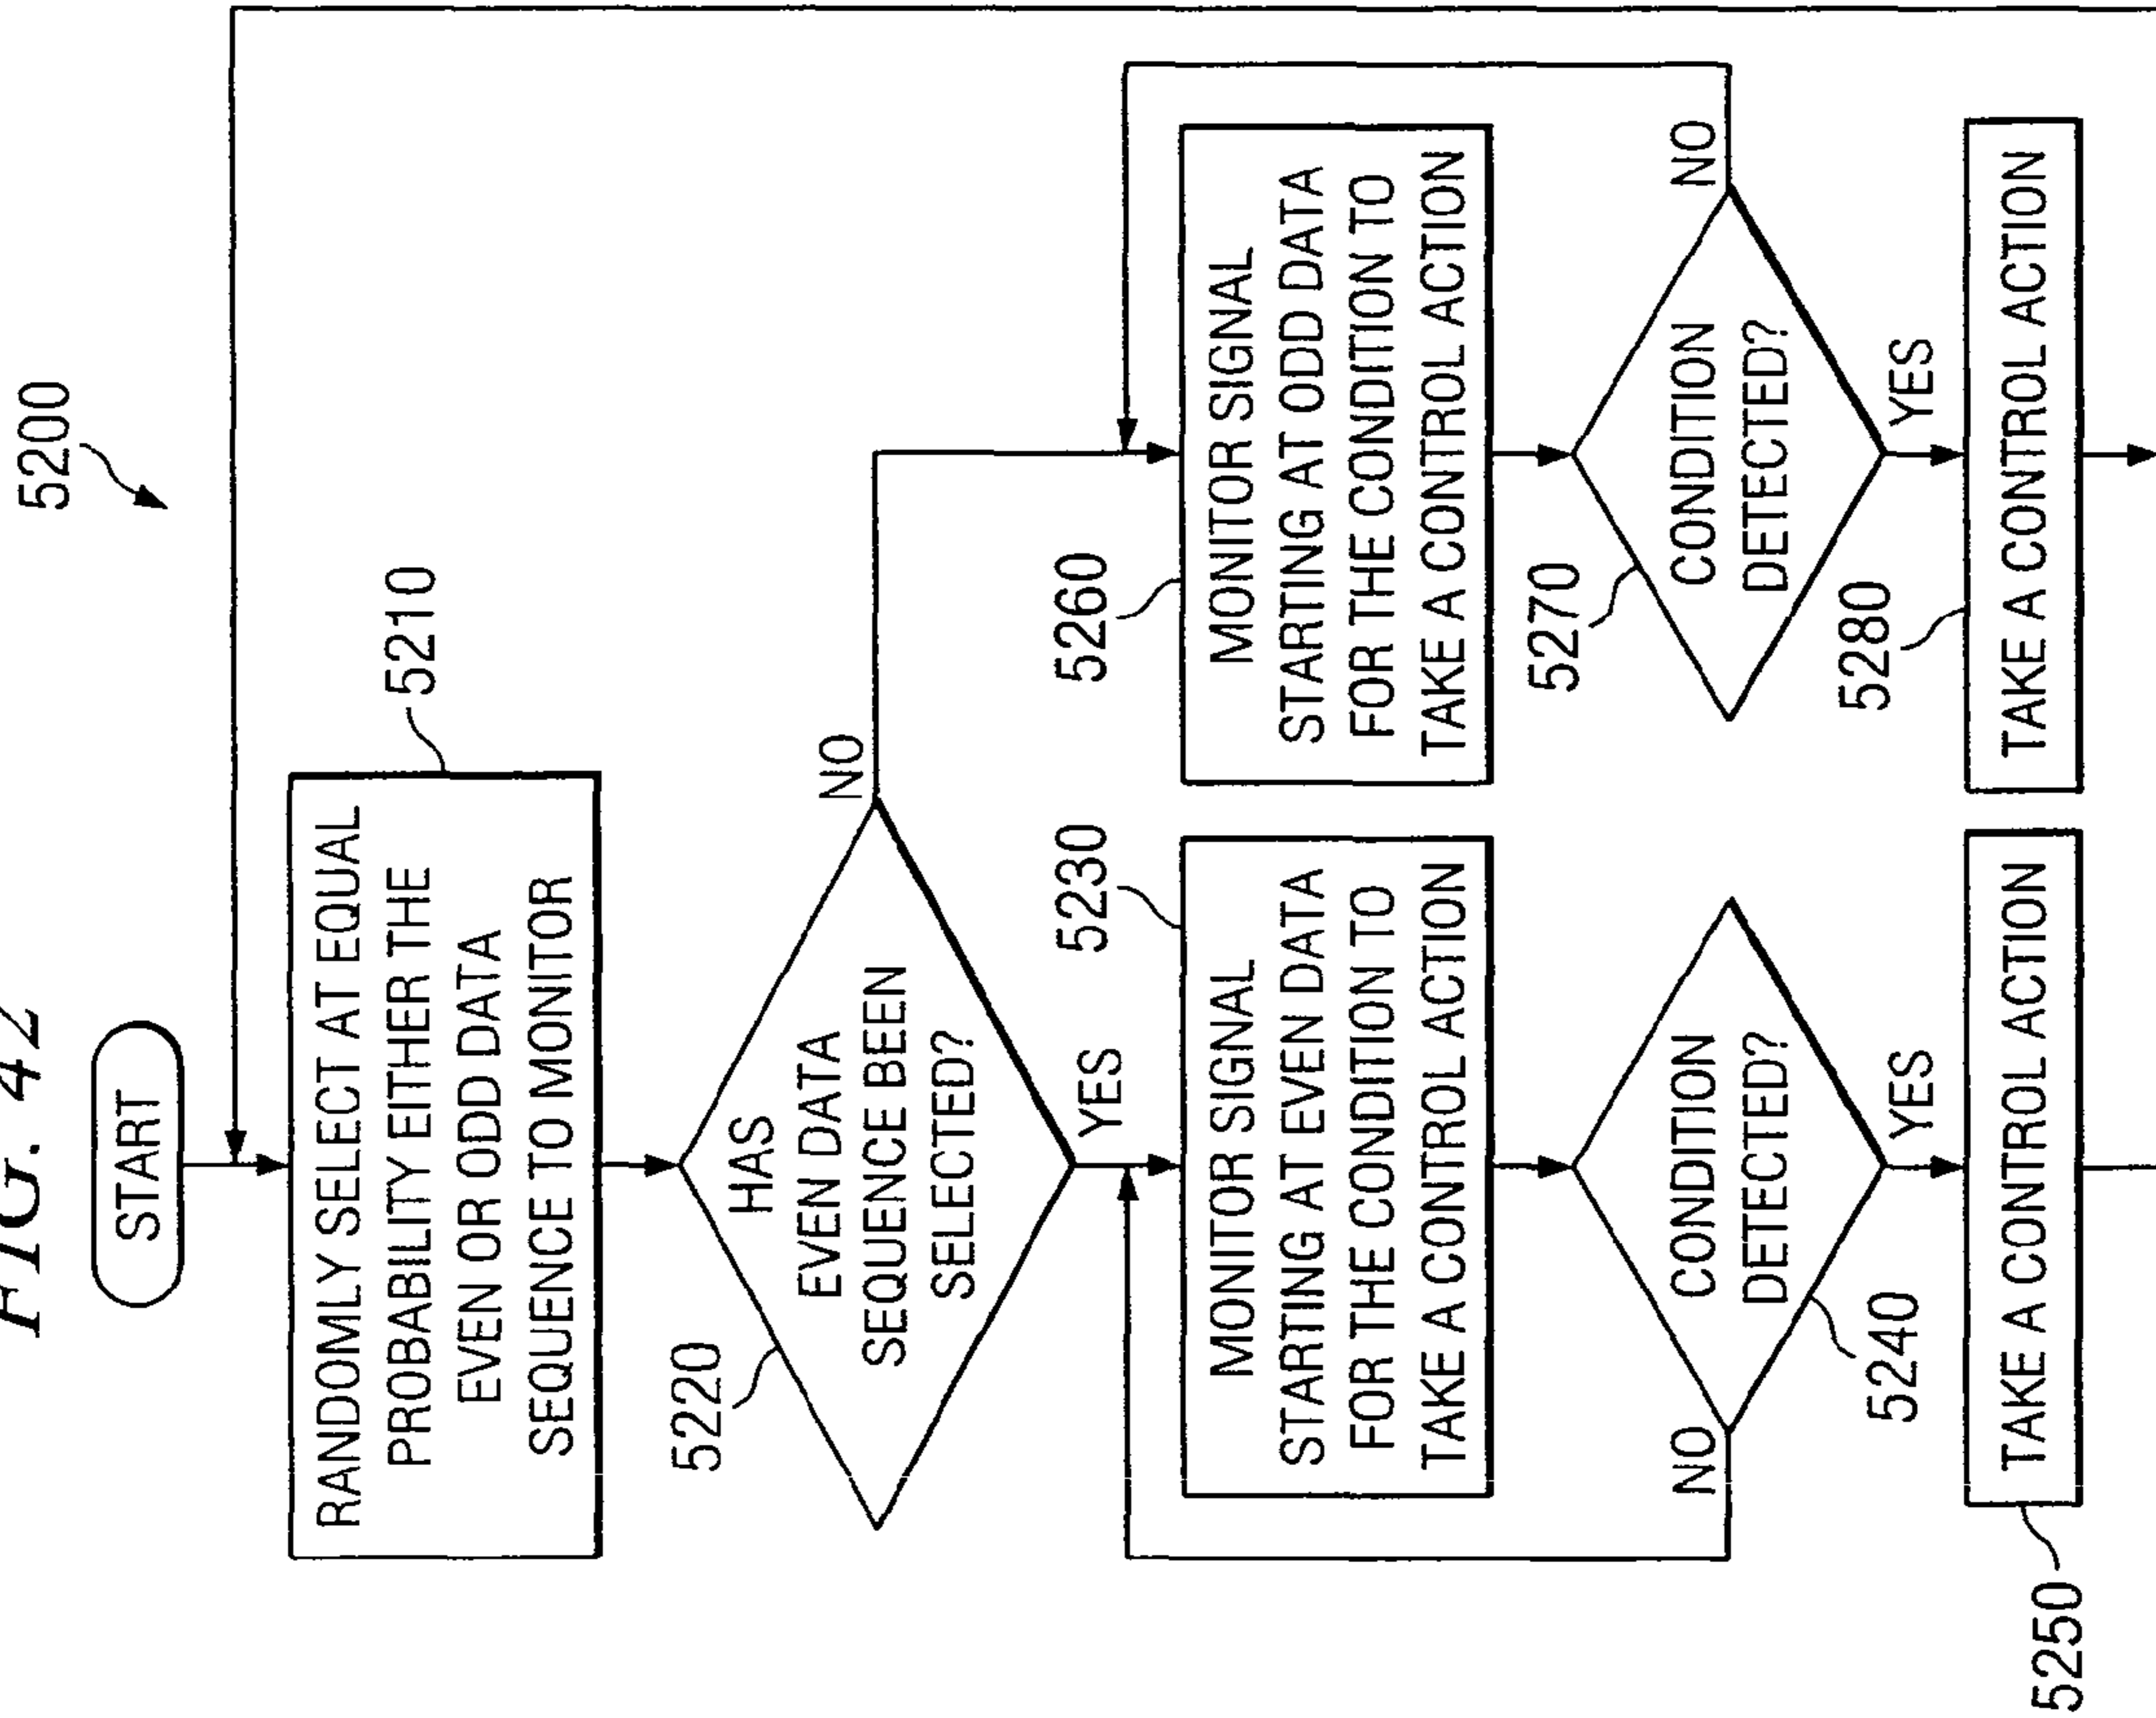 FIG. 42
5200
START
5210
RANDOMLY SELECT AT EQUAL
PROBABILITY EITHER THE
EVEN OR ODD DATA
SEQUENCE TO MONITOR
5220
HAS
EVEN DATA
SEQUENCE BEEN
SELECTED?
NO
YES
5230
MONITOR SIGNAL
STARTING AT EVEN DATA
FOR THE CONDITION TO
TAKE A CONTROL ACTION
5260
MONITOR SIGNAL
STARTING AT ODD DATA
FOR THE CONDITION TO
TAKE A CONTROL ACTION
NO
CONDITION
DETECTED?
5240
YES
5270
CONDITION
DETECTED?
NO
YES
5250
TAKE A CONTROL ACTION
5280
TAKE A CONTROL ACTION